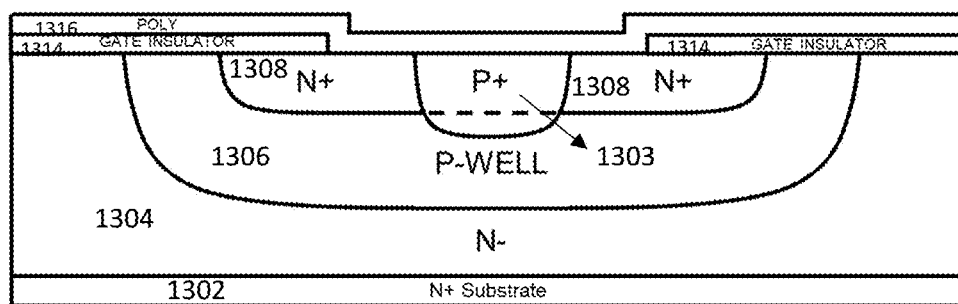 1316 POLY
1314 GATE INSULATOR 1314 GATE INSULATOR
1308 N+ P+ 1308 N+
1306 P-WELL 1303
1304 N-
1302 N+ Substrate